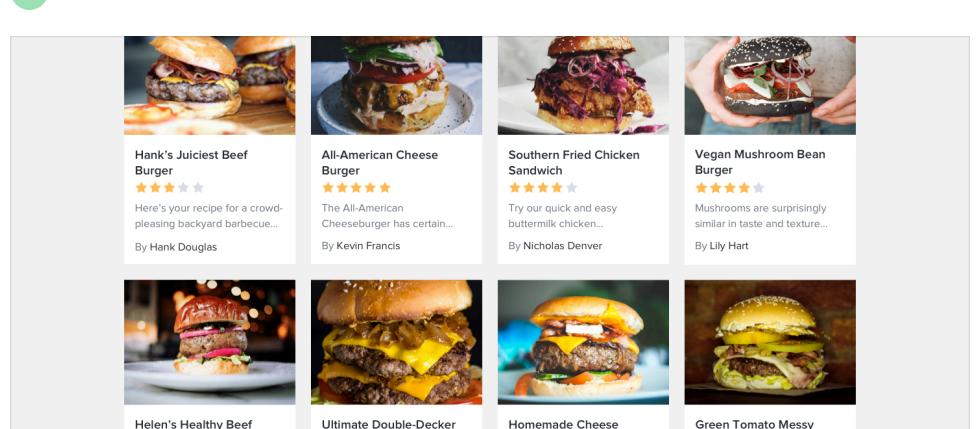 Hank’s Juiciest Beef
Burger
Here’s your recipe for a crowd-
pleasing backyard barbecue...
By Hank Douglas
All-American Cheese
Burger
The All-American
Cheeseburger has certain...
By Kevin Francis
Southern Fried Chicken
Sandwich
Try our quick and easy
buttermilk chicken...
By Nicholas Denver
Vegan Mushroom Bean
Burger
Mushrooms are surprisingly
similar in taste and texture...
By Lily Hart
Helen’s Healthy Beef
Ultimate Double-Decker
Homemade Cheese
Green Tomato Messy